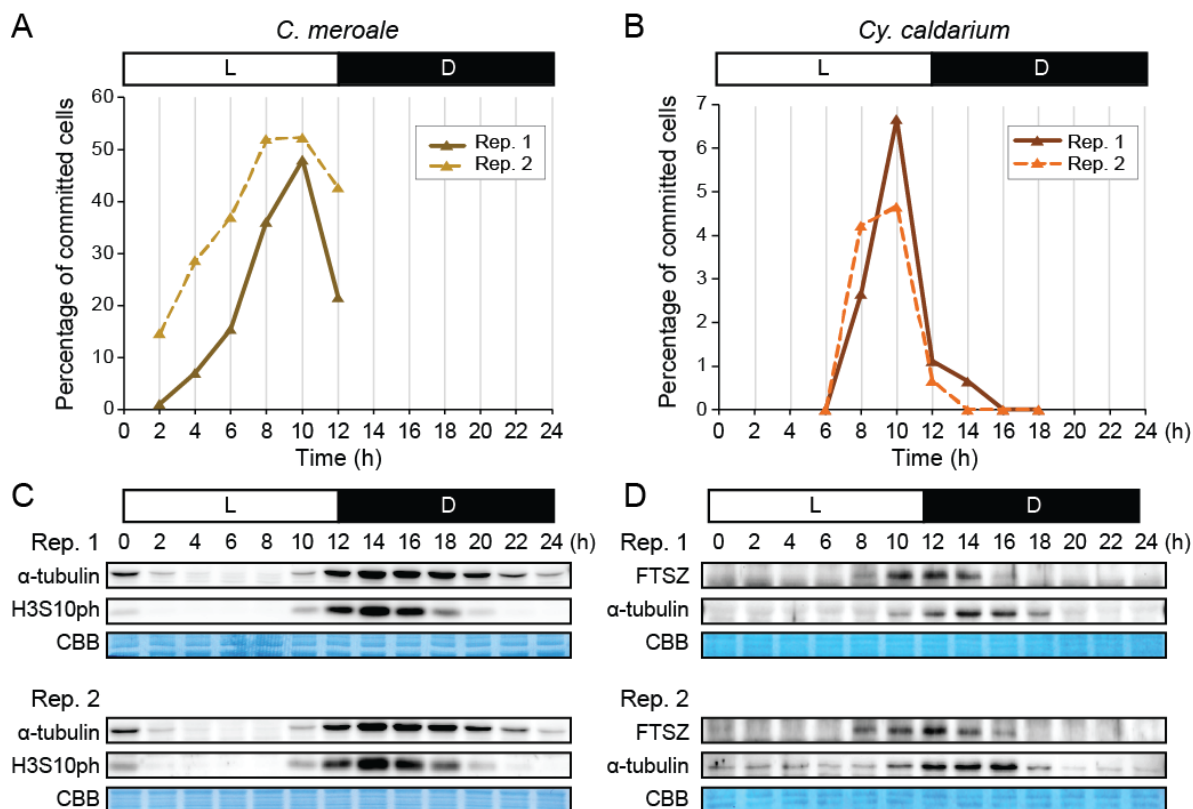 A
C. meroale
L
D
Percentage of committed cells
60
50
40
30
20
10
0
Rep. 1
Rep. 2
0 2 4 6 8 10 12 14 16 18 20 22 24
Time (h)
B
Cy. caldarium
L
D
Percentage of committed cells
7
6
5
4
3
2
1
0
Rep. 1
Rep. 2
0 2 4 6 8 10 12 14 16 18 20 22 24 (h)
Time (h)
C
L
D
Rep. 1
0 2 4 6 8 10 12 14 16 18 20 22 24 (h)
α-tubulin
H3S10ph
CBB
Rep. 2
α-tubulin
H3S10ph
CBB
D
L
D
Rep. 1
0 2 4 6 8 10 12 14 16 18 20 22 24 (h)
FTSZ
α-tubulin
CBB
Rep. 2
FTSZ
α-tubulin
CBB